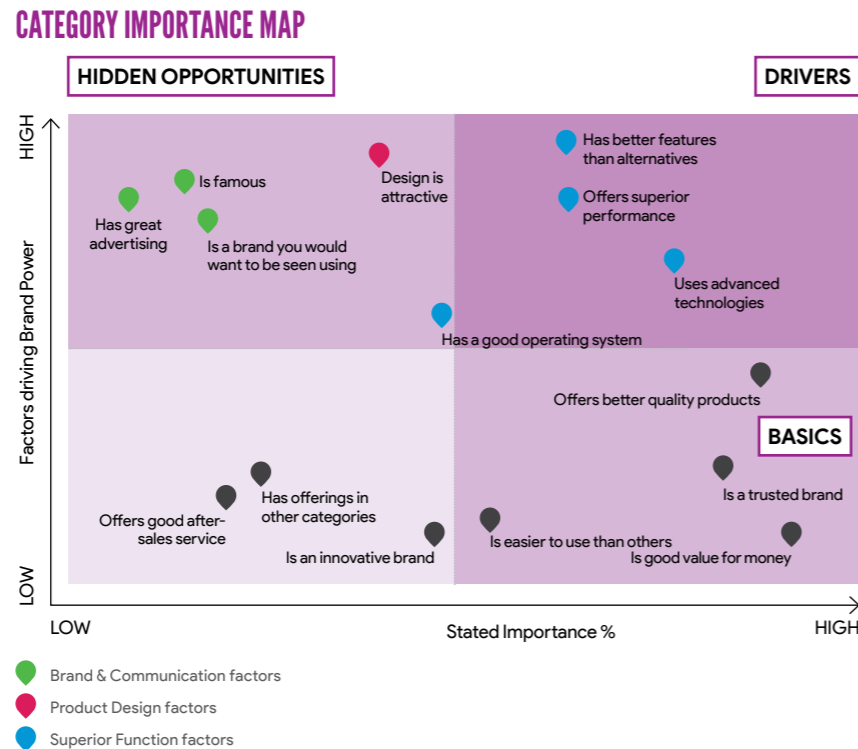 CATEGORY IMPORTANCE MAP
HIDDEN OPPORTUNITIES
DRIVERS
HIGH
Factors driving Brand Power
LOW
Has better features
than alternatives
Is famous
Design is
attractive
Offers superior
performance
Has great
advertising
Is a brand you would
want to be seen using
Uses advanced
technologies
Has a good operating system
Offers better quality products
BASICS
Is a trusted brand
Has offerings in
other categories
Offers good after-
sales service
Is an innovative brand
Is easier to use than others
Is good value for money
LOW
Stated Importance %
HIGH
Brand & Communication factors
Product Design factors
Superior Function factors